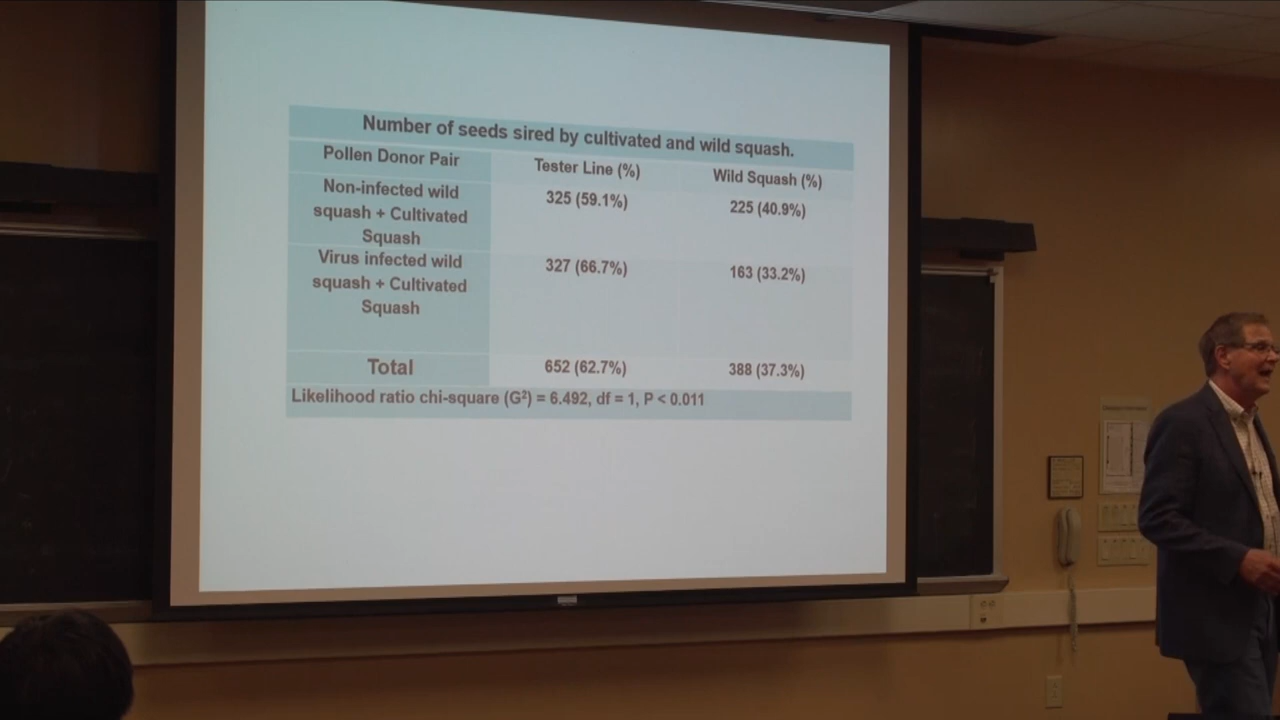 Number of seeds sired by cultivated and wild squash.
Pollen Donor Pair Tester Line (%) Wild Squash (%)
Non-infected wild 325 (59.1%) 225 (40.9%)
squash + Cultivated
Squash
Virus infected wild 327 (66.7%) 163 (33.2%)
squash + Cultivated
Squash
Total 652 (62.7%) 388 (37.3%)
Likelihood ratio chi-square (G²) = 6.492, df = 1, P < 0.011